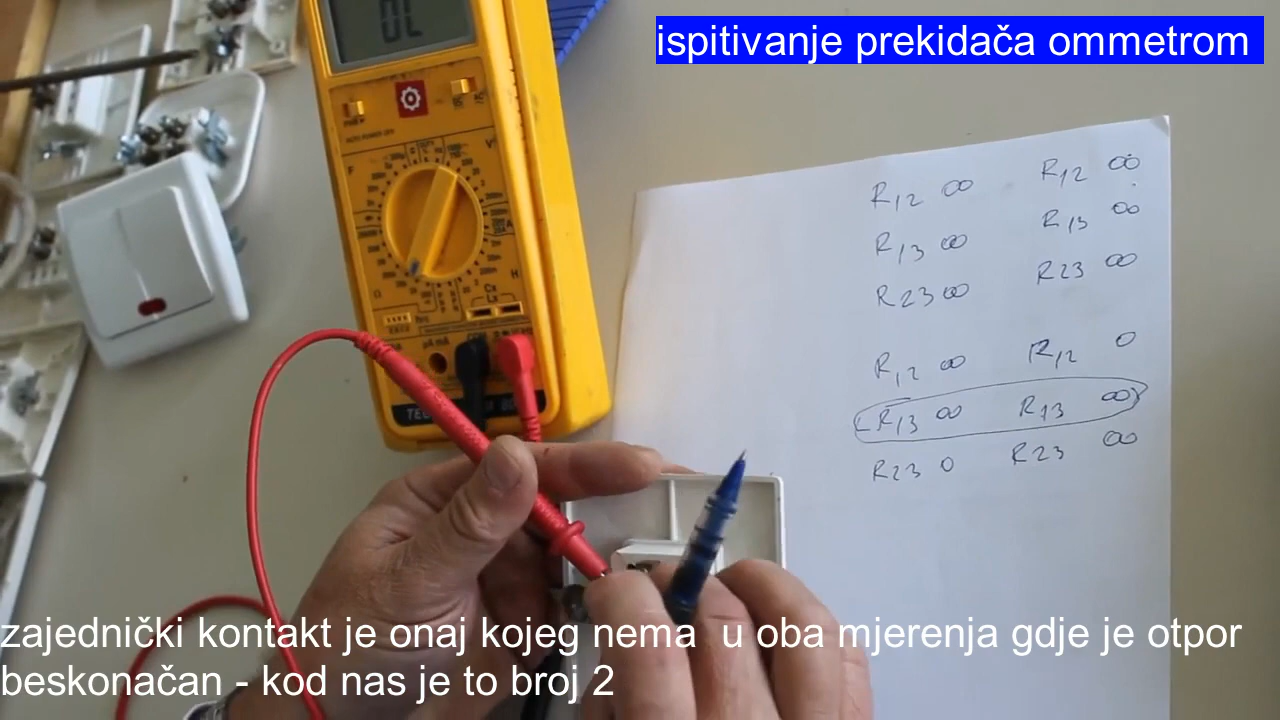 ispitivanje prekidača ommetrom
OL
R12 ∞ R12 ∞
R13 ∞ R13 ∞
R23 ∞ R23 ∞
R12 ∞ R12 0
R13 ∞ R13 ∞
R23 0 R23 ∞
zajednički kontakt je onaj kojeg nema u oba mjerenja gdje je otpor
beskonačan - kod nas je to broj 2